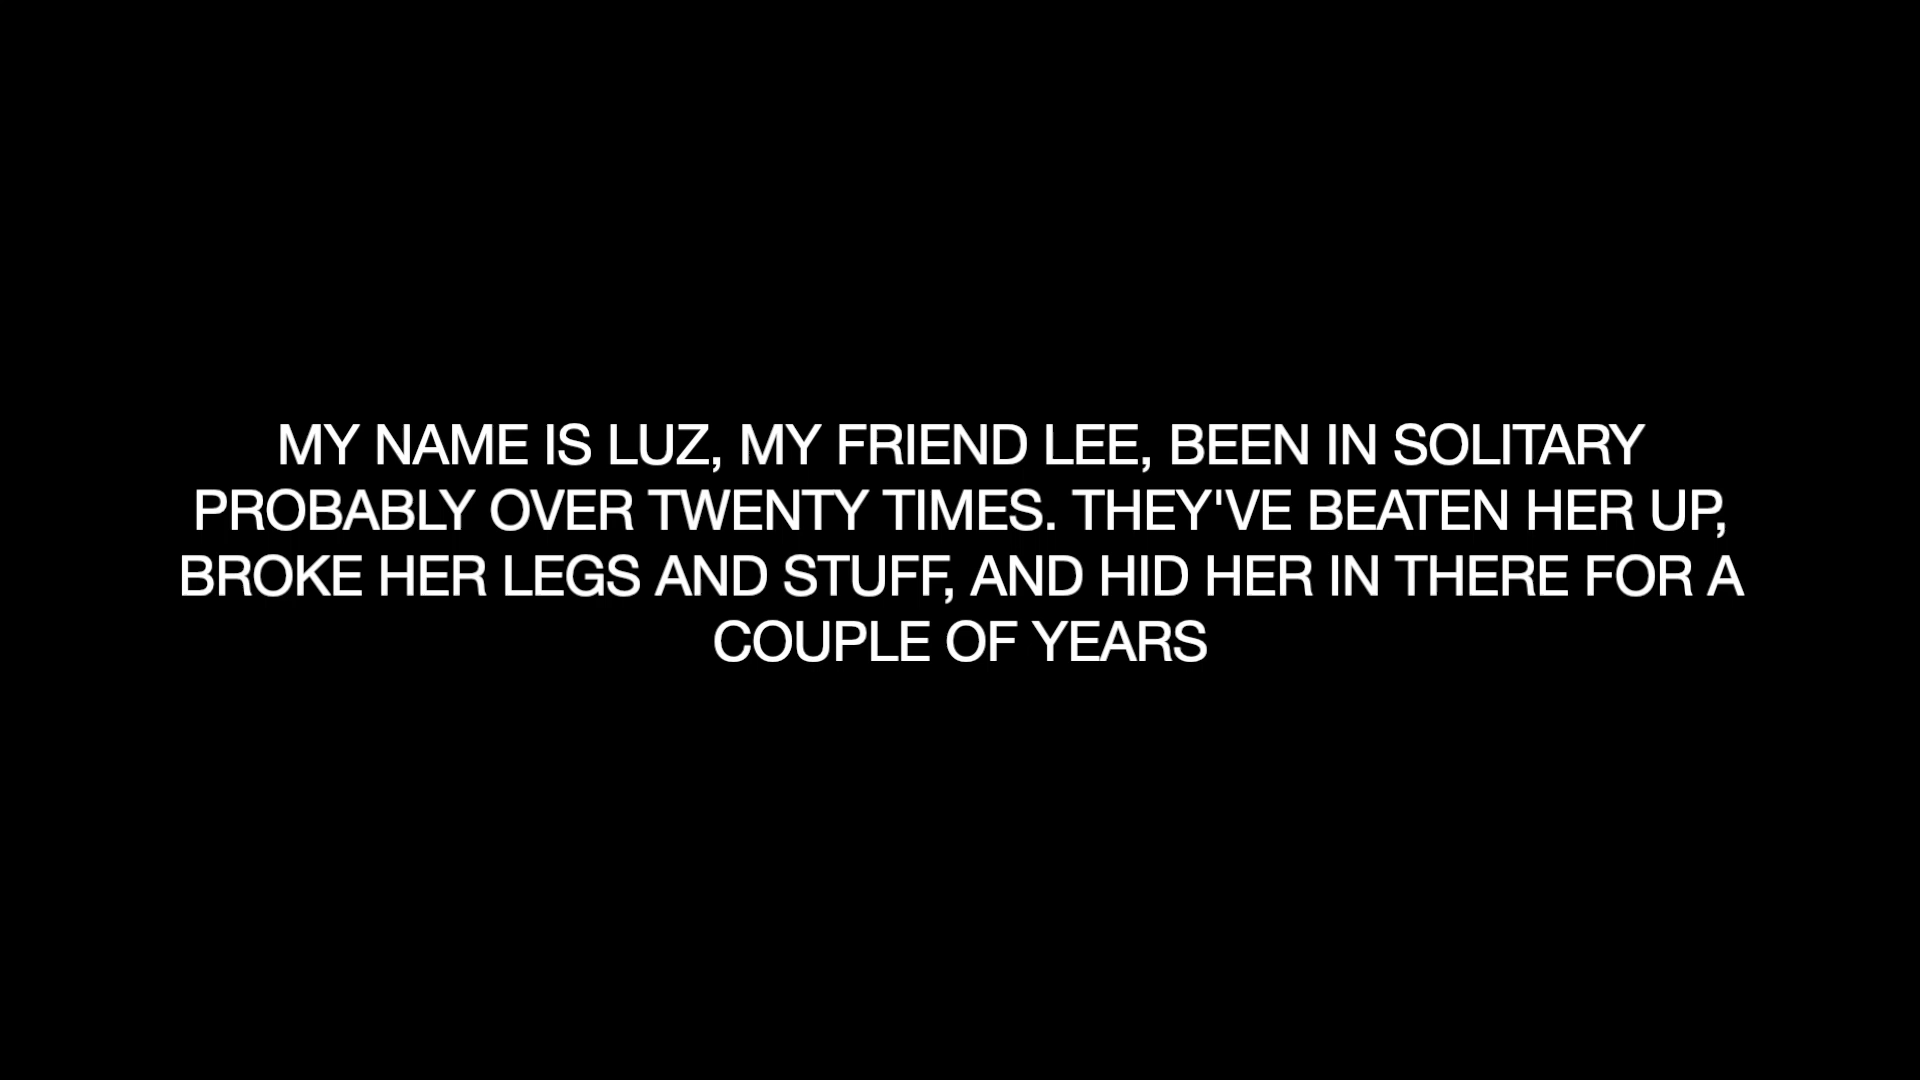 MY NAME IS LUZ, MY FRIEND LEE, BEEN IN SOLITARY
PROBABLY OVER TWENTY TIMES. THEY'VE BEATEN HER UP,
BROKE HER LEGS AND STUFF, AND HID HER IN THERE FOR A
COUPLE OF YEARS